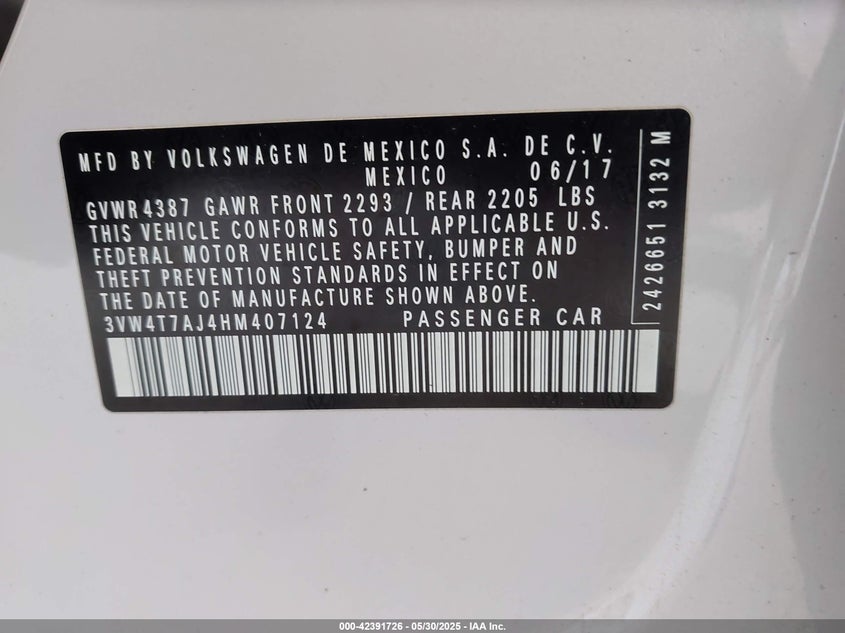 MFD BY VOLKSWAGEN DE MEXICO S.A. DE C.V.
MEXICO 06/17
GVWR 4387 GAWR FRONT 2293 / REAR 2205 LBS
THIS VEHICLE CONFORMS TO ALL APPLICABLE U.S.
FEDERAL MOTOR VEHICLE SAFETY, BUMPER AND
THEFT PREVENTION STANDARDS IN EFFECT ON
THE DATE OF MANUFACTURE SHOWN ABOVE.
3VW4T7AJ4HM407124 PASSENGER CAR
2426651 3132 M
000-42391726 - 05/30/2025 - IAA Inc.